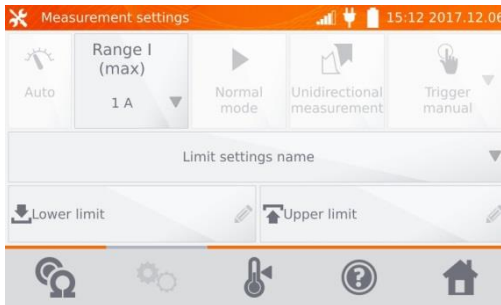 Measurement settings
15:12 2017.12.06
Auto
Range I
(max)
1 A
Normal
mode
Unidirectional
measurement
Trigger
manual
Limit settings name
Lower limit
Upper limit